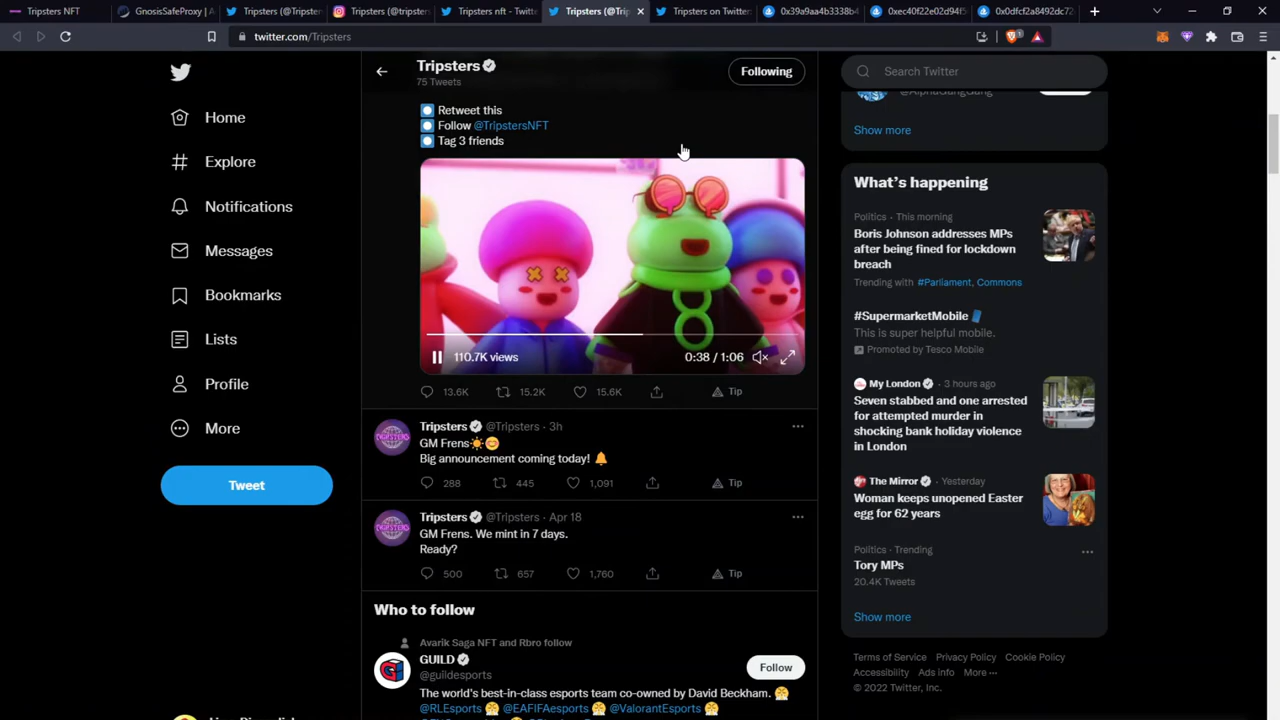 Tripsters NFT
GnosisSafeProxy | A
Tripsters (@Tripster
Tripsters (@tripsters
Tripsters nft - Twitte
Tripsters (@Trip
Tripsters on Twitter
0x39a9aa4b3338b4
0xec40f22e02d94f5
0x0dfcf2a8492dc72
twitter.com/Tripsters
1
Home
Explore
Notifications
Messages
Bookmarks
Lists
Profile
More
Tweet
Tripsters
75 Tweets
Following
Retweet this
Follow @TripstersNFT
Tag 3 friends
110.7K views
0:38 / 1:06
13.6K
15.2K
15.6K
Tip
Tripsters @Tripsters · 3h
GM Frens☀️😊
Big announcement coming today! 🔔
288
445
1,091
Tip
Tripsters @Tripsters · Apr 18
GM Frens. We mint in 7 days.
Ready?
500
657
1,760
Tip
Who to follow
Avarik Saga NFT and Rbro follow
GUILD
@guildesports
Follow
The world's best-in-class esports team co-owned by David Beckham. 😤
@RLEsports 😤 @EAFIFAesports 😤 @ValorantEsports 😤
Search Twitter
@AlphaGangGang
Show more
What's happening
Politics · This morning
Boris Johnson addresses MPs
after being fined for lockdown
breach
Trending with #Parliament, Commons
#SupermarketMobile
This is super helpful mobile.
Promoted by Tesco Mobile
My London · 3 hours ago
Seven stabbed and one arrested
for attempted murder in
shocking bank holiday violence
in London
The Mirror · Yesterday
Woman keeps unopened Easter
egg for 62 years
Politics · Trending
Tory MPs
20.4K Tweets
Show more
Terms of Service Privacy Policy Cookie Policy
Accessibility Ads info More ···
© 2022 Twitter, Inc.